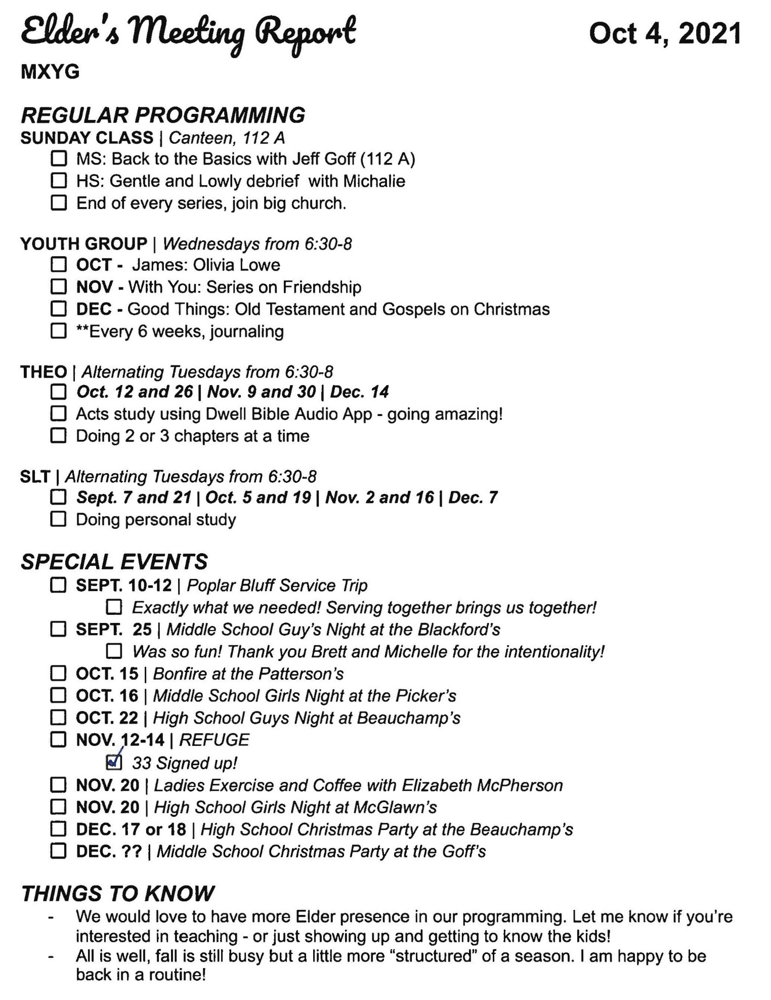 Elder's Meeting Report
Oct 4, 2021
MXYG
REGULAR PROGRAMMING
SUNDAY CLASS | Canteen, 112 A
☐ MS: Back to the Basics with Jeff Goff (112 A)
☐ HS: Gentle and Lowly debrief with Michalie
☐ End of every series, join big church.
YOUTH GROUP | Wednesdays from 6:30-8
☐ OCT - James: Olivia Lowe
☐ NOV - With You: Series on Friendship
☐ DEC - Good Things: Old Testament and Gospels on Christmas
☐ **Every 6 weeks, journaling
THEO | Alternating Tuesdays from 6:30-8
☐ Oct. 12 and 26 | Nov. 9 and 30 | Dec. 14
☐ Acts study using Dwell Bible Audio App - going amazing!
☐ Doing 2 or 3 chapters at a time
SLT | Alternating Tuesdays from 6:30-8
☐ Sept. 7 and 21 | Oct. 5 and 19 | Nov. 2 and 16 | Dec. 7
☐ Doing personal study
SPECIAL EVENTS
☐ SEPT. 10-12 | Poplar Bluff Service Trip
☐ Exactly what we needed! Serving together brings us together!
☐ SEPT. 25 | Middle School Guy's Night at the Blackford's
☐ Was so fun! Thank you Brett and Michelle for the intentionality!
☐ OCT. 15 | Bonfire at the Patterson's
☐ OCT. 16 | Middle School Girls Night at the Picker's
☐ OCT. 22 | High School Guys Night at Beauchamp's
☐ NOV. 12-14 | REFUGE
☑ 33 Signed up!
☐ NOV. 20 | Ladies Exercise and Coffee with Elizabeth McPherson
☐ NOV. 20 | High School Girls Night at McGlawn's
☐ DEC. 17 or 18 | High School Christmas Party at the Beauchamp's
☐ DEC. ?? | Middle School Christmas Party at the Goff's
THINGS TO KNOW
- We would love to have more Elder presence in our programming. Let me know if you're
interested in teaching - or just showing up and getting to know the kids!
- All is well, fall is still busy but a little more “structured” of a season. I am happy to be
back in a routine!